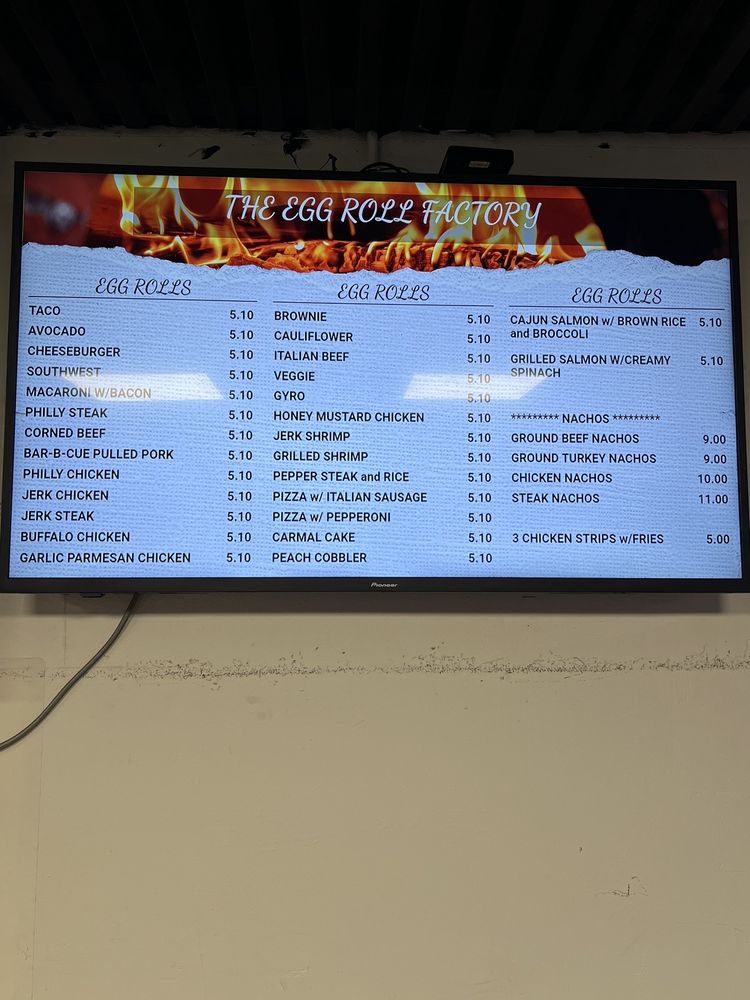 THE EGG ROLL FACTORY
EGG ROLLS
TACO 5.10
AVOCADO 5.10
CHEESEBURGER 5.10
SOUTHWEST 5.10
MACARONI W/BACON 5.10
PHILLY STEAK 5.10
CORNED BEEF 5.10
BAR-B-CUE PULLED PORK 5.10
PHILLY CHICKEN 5.10
JERK CHICKEN 5.10
JERK STEAK 5.10
BUFFALO CHICKEN 5.10
GARLIC PARMESAN CHICKEN 5.10
EGG ROLLS
BROWNIE 5.10
CAULIFLOWER 5.10
ITALIAN BEEF 5.10
VEGGIE 5.10
GYRO 5.10
HONEY MUSTARD CHICKEN 5.10
JERK SHRIMP 5.10
GRILLED SHRIMP 5.10
PEPPER STEAK and RICE 5.10
PIZZA w/ ITALIAN SAUSAGE 5.10
PIZZA w/ PEPPERONI 5.10
CARMAL CAKE 5.10
PEACH COBBLER 5.10
EGG ROLLS
CAJUN SALMON w/ BROWN RICE 5.10
and BROCCOLI
GRILLED SALMON W/CREAMY 5.10
SPINACH
********* NACHOS *********
GROUND BEEF NACHOS 9.00
GROUND TURKEY NACHOS 9.00
CHICKEN NACHOS 10.00
STEAK NACHOS 11.00
3 CHICKEN STRIPS w/FRIES 5.00
Pioneer